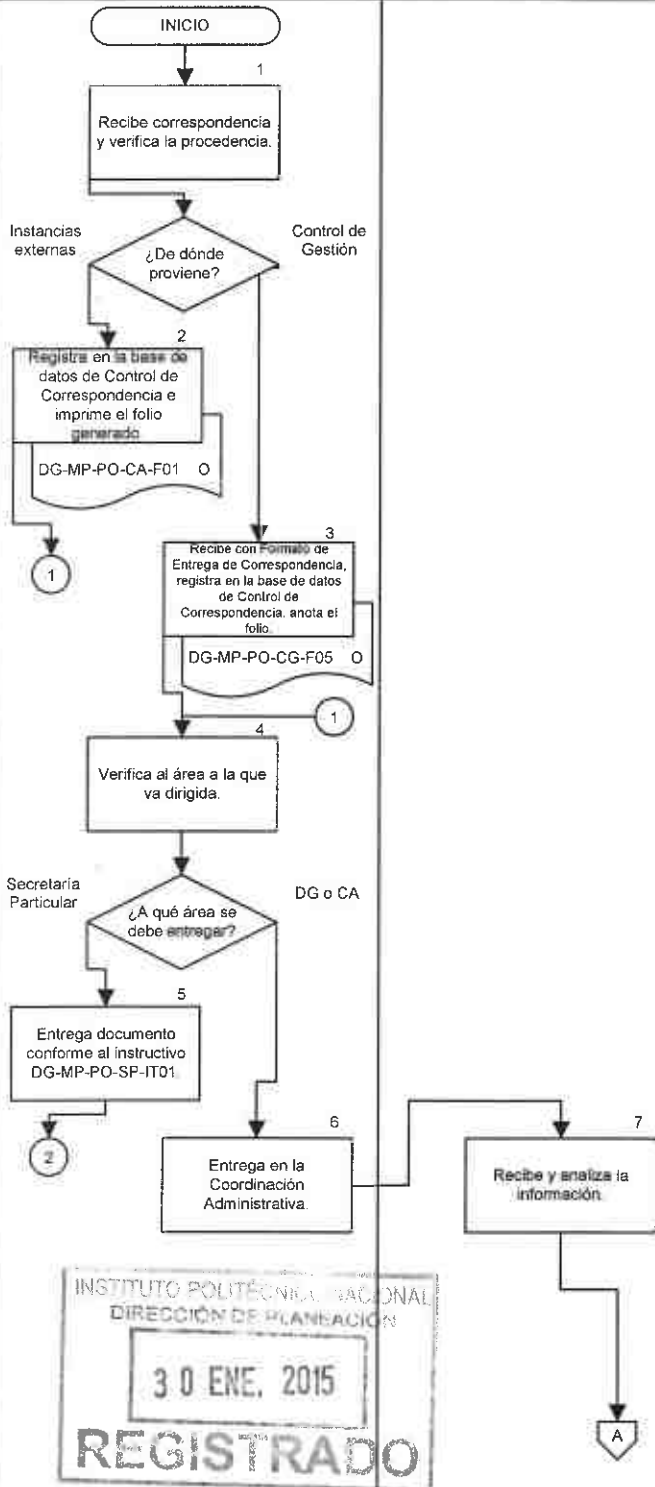 INICIO
1
Recibe correspondencia
y verifica la procedencia.
Instancias
externas
¿De dónde
proviene?
Control de
Gestión
2
Registra en la base de
datos de Control de
Correspondencia e
imprime el folio
generado
DG-MP-PO-CA-F01 O
1
3
Recibe con Formato de
Entrega de Correspondencia,
registra en la base de datos
de Control de
Correspondencia. anota el
folio.
DG-MP-PO-CG-F05 O
1
4
Verifica al área a la que
va dirigida.
Secretaría
Particular
¿A qué área se
debe entregar?
DG o CA
5
Entrega documento
conforme al instructivo
DG-MP-PO-SP-IT01.
2
6
Entrega en la
Coordinación
Administrativa.
7
Recibe y analiza la
información.
A
INSTITUTO POLITÉCNICO NACIONAL
DIRECCIÓN DE PLANEACIÓN
30 ENE. 2015
REGISTRADO